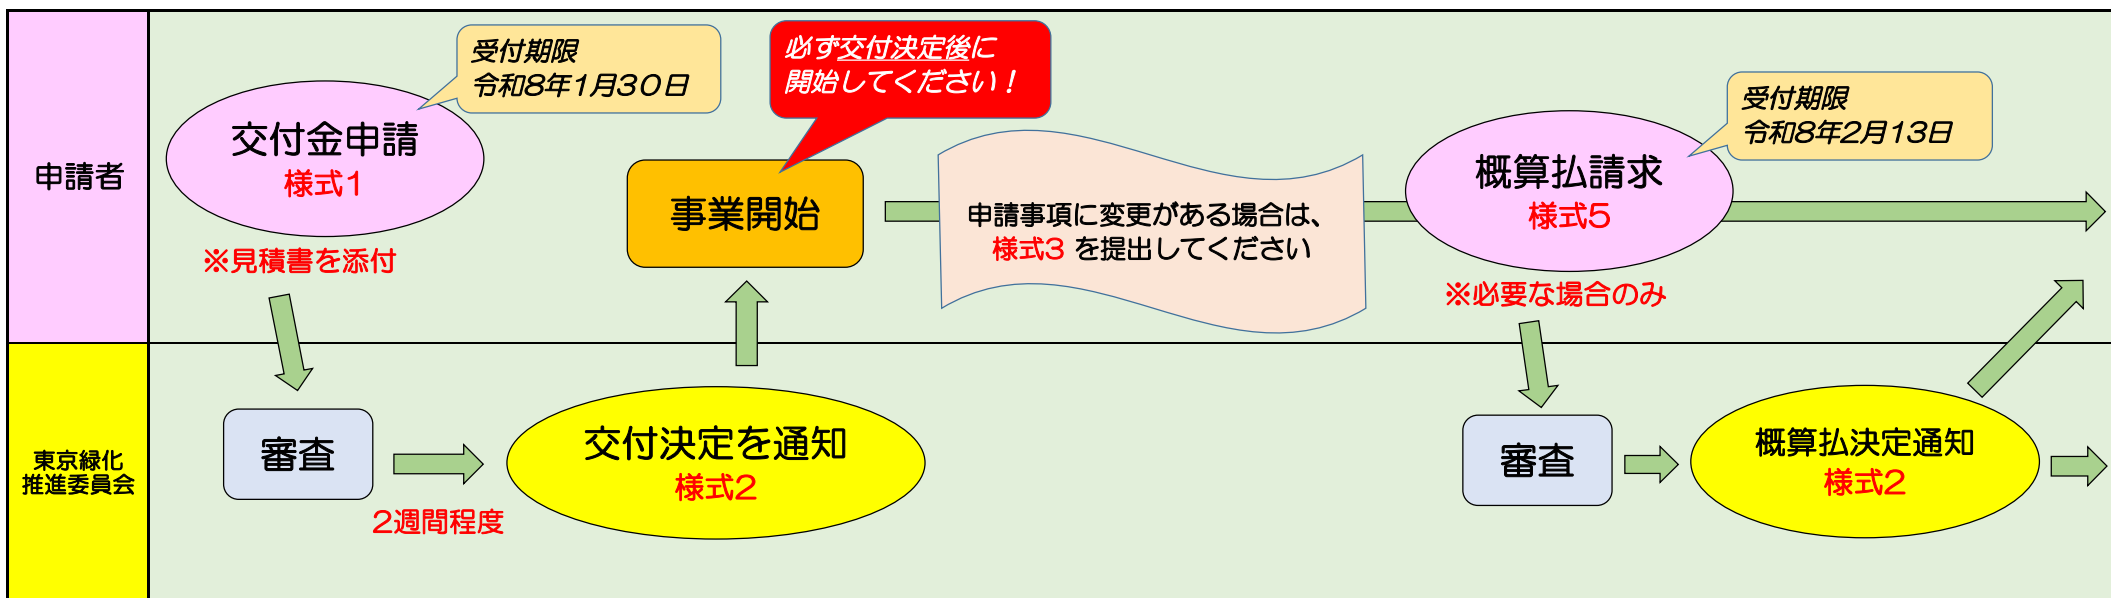 申請者
交付金申請
様式1
※見積書を添付
受付期限
令和8年1月30日
事業開始
必ず交付決定後に
開始してください！
申請事項に変更がある場合は、
様式3 を提出してください
概算払請求
様式5
※必要な場合のみ
受付期限
令和8年2月13日
東京緑化
推進委員会
審査
2週間程度
交付決定を通知
様式2
審査
概算払決定通知
様式2